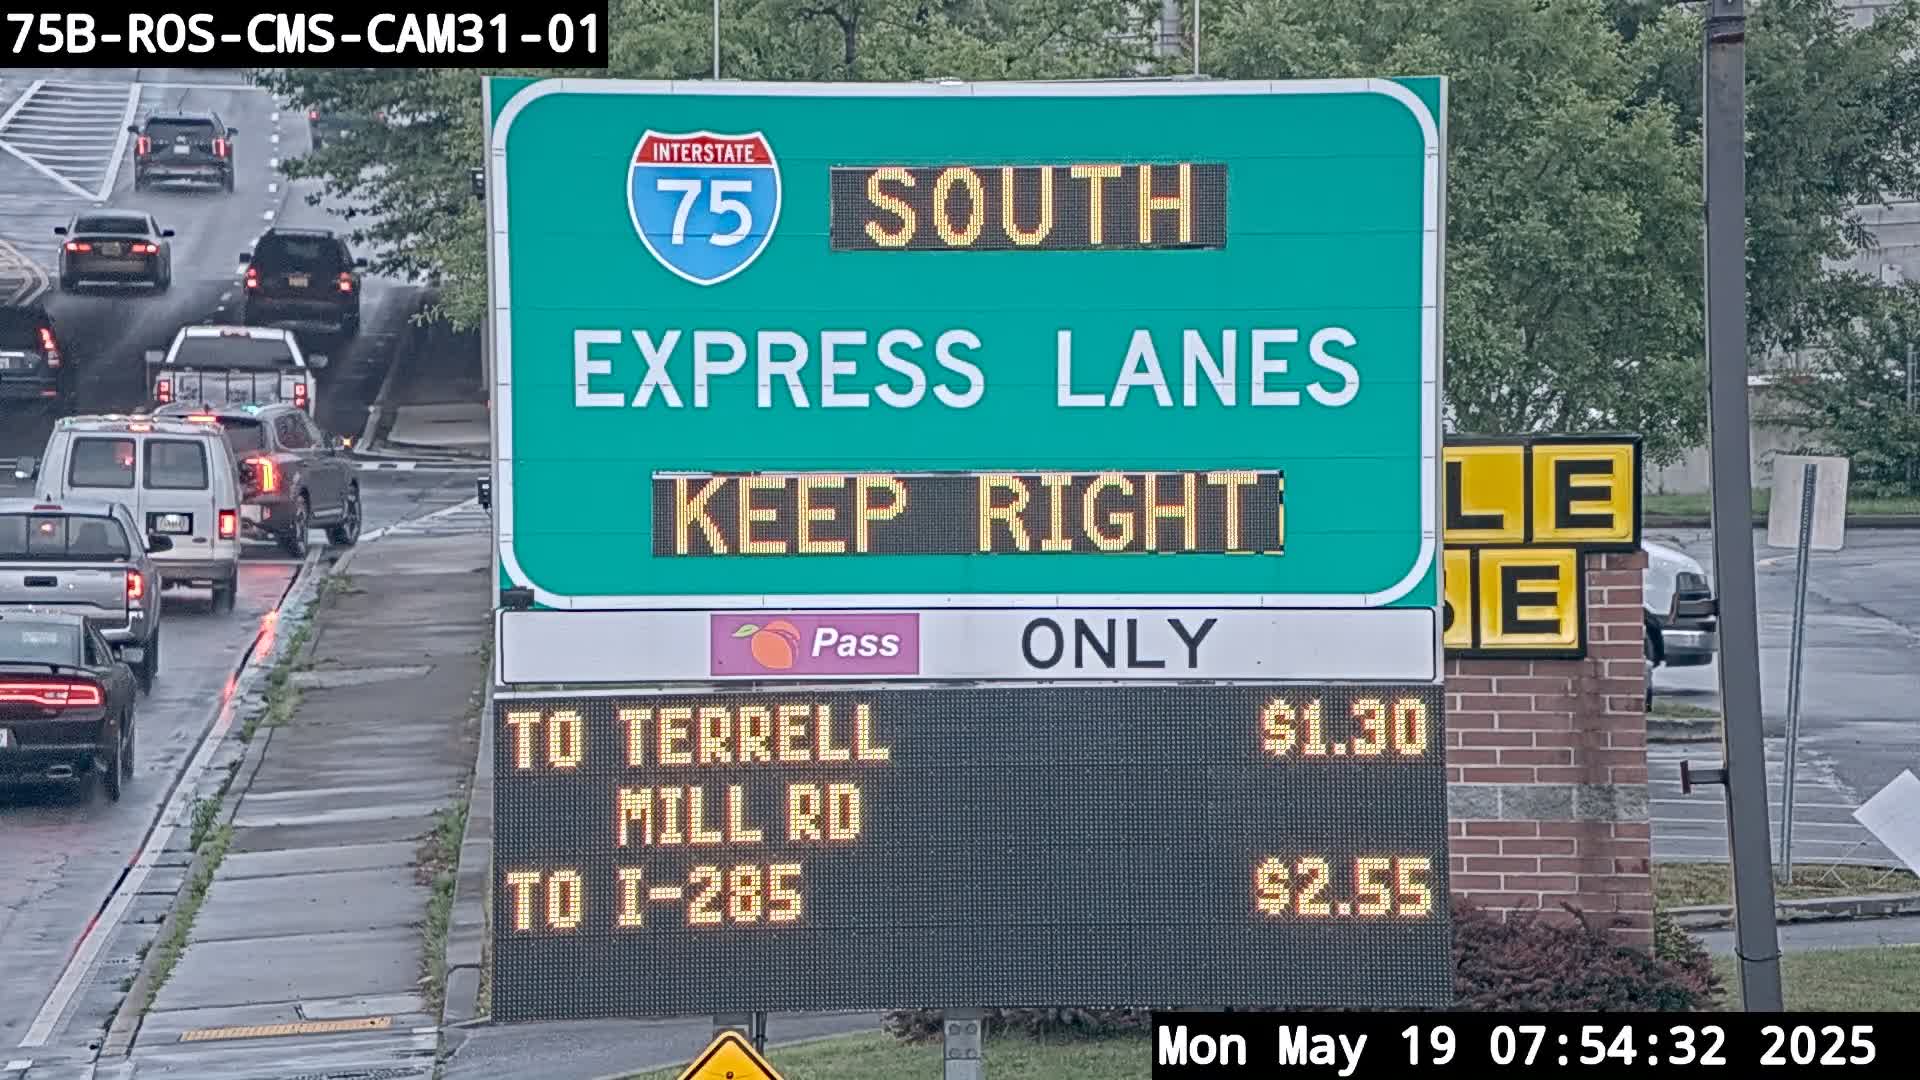 75B-ROS-CMS-CAM31-01
INTERSTATE
75
SOUTH
EXPRESS LANES
KEEP RIGHT
Pass
ONLY
TO TERRELL $1.30
MILL RD
TO I-285 $2.55
LE
E
Mon May 19 07:54:32 2025